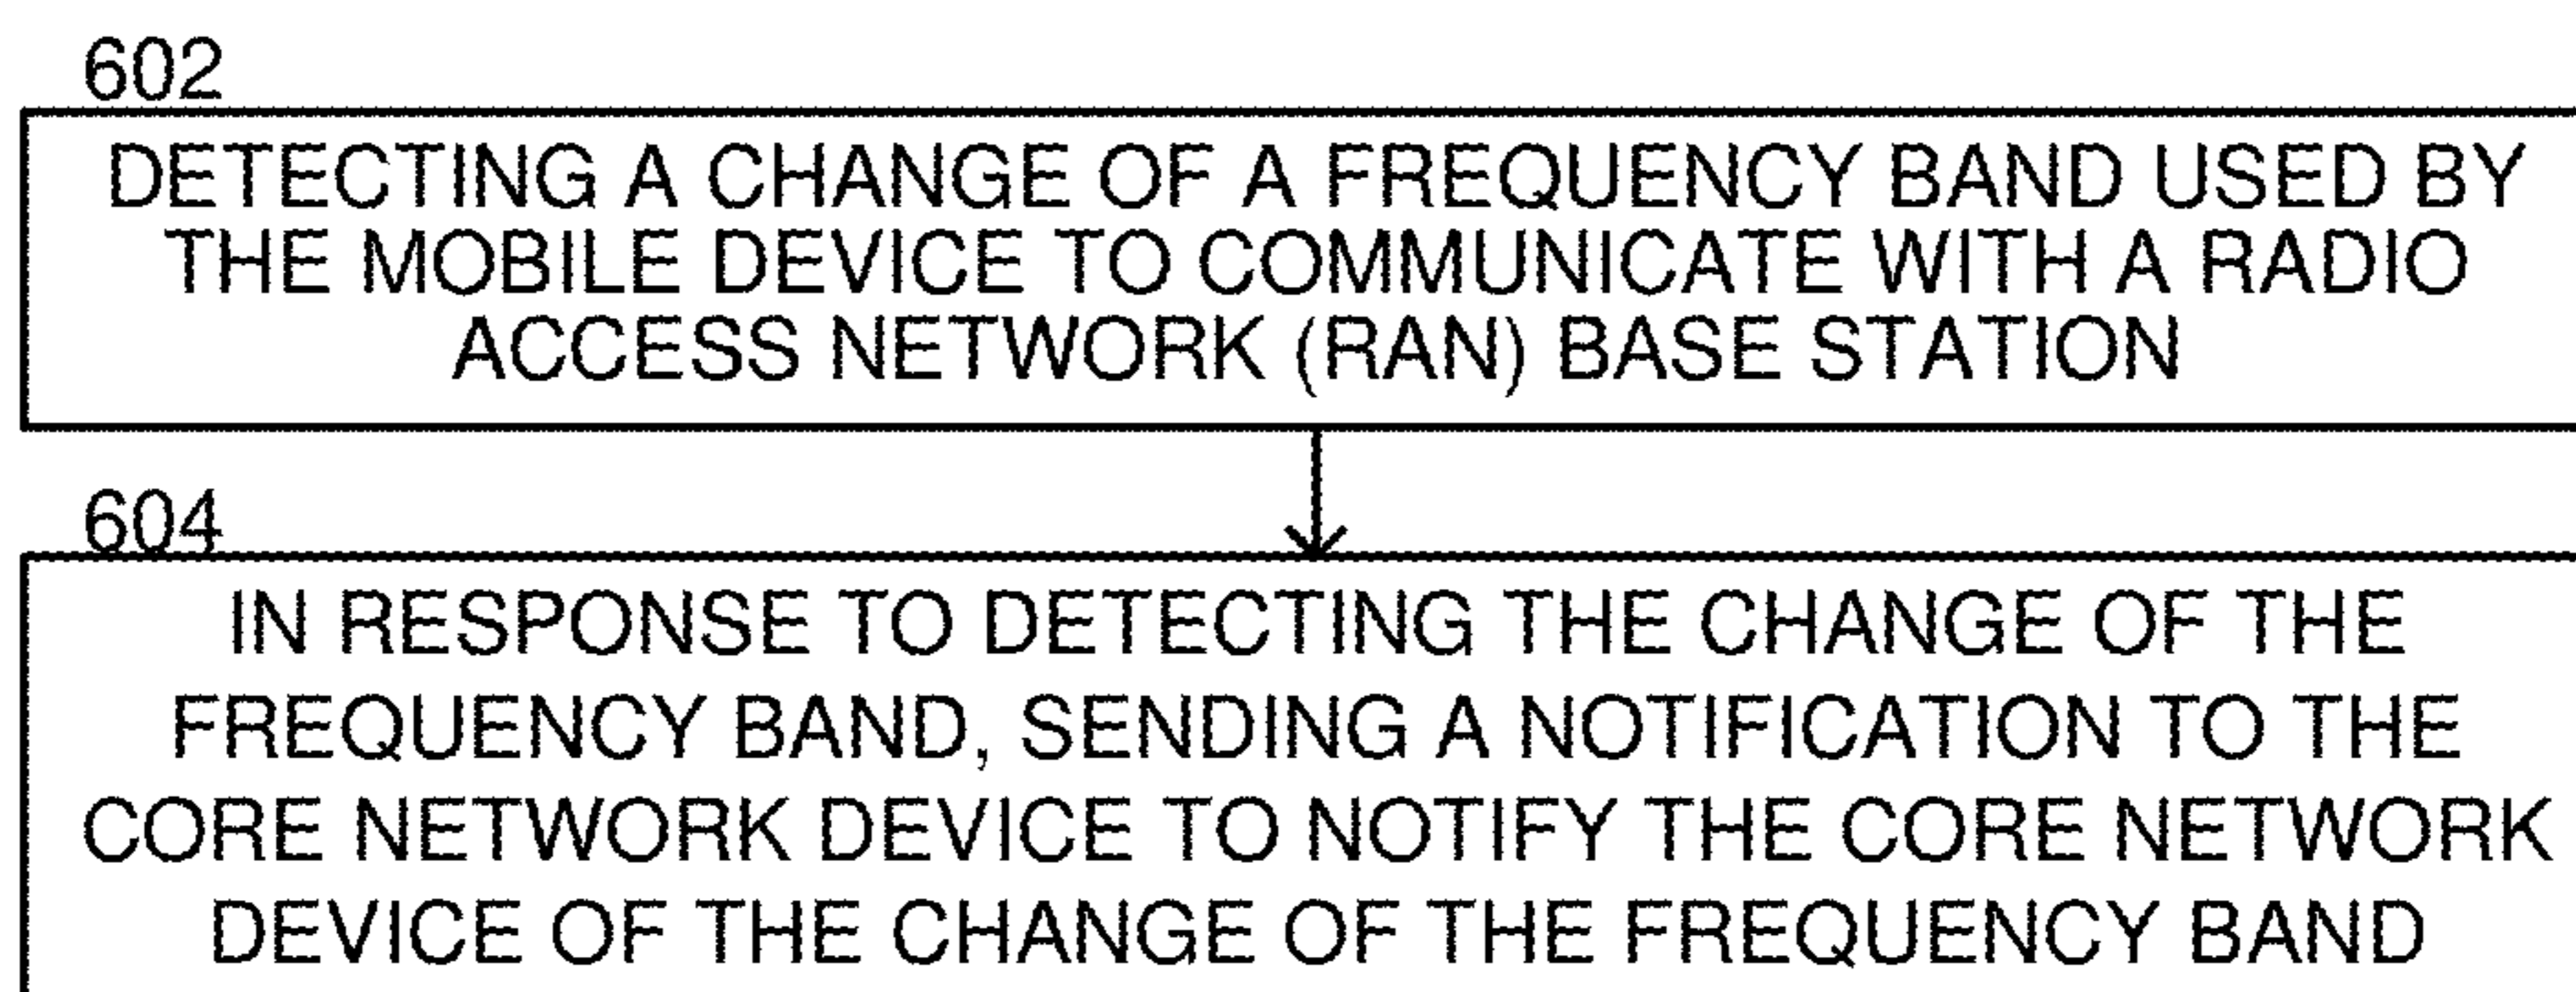 602
DETECTING A CHANGE OF A FREQUENCY BAND USED BY
THE MOBILE DEVICE TO COMMUNICATE WITH A RADIO
ACCESS NETWORK (RAN) BASE STATION
604
IN RESPONSE TO DETECTING THE CHANGE OF THE
FREQUENCY BAND, SENDING A NOTIFICATION TO THE
CORE NETWORK DEVICE TO NOTIFY THE CORE NETWORK
DEVICE OF THE CHANGE OF THE FREQUENCY BAND